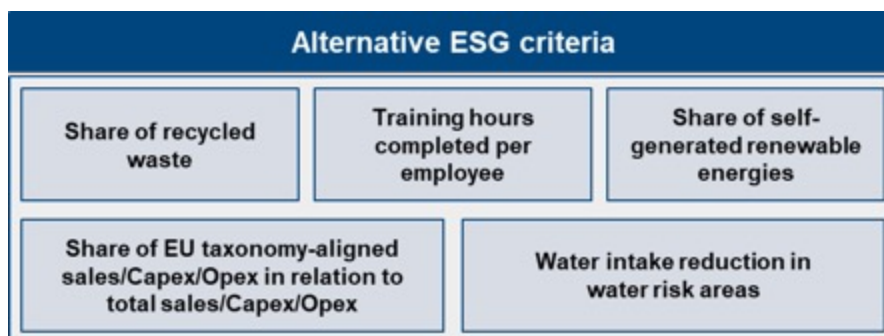 Alternative ESG criteria
Share of recycled
waste
Training hours
completed per
employee
Share of self-
generated renewable
energies
Share of EU taxonomy-aligned
sales/Capex/Opex in relation to
total sales/Capex/Opex
Water intake reduction in
water risk areas